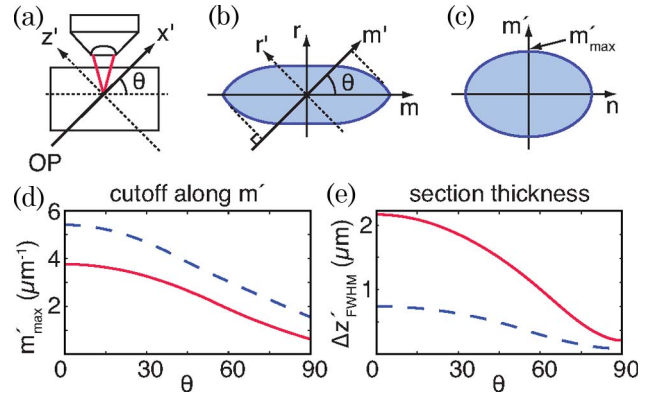 (a)
z'
x'
θ
OP
(b)
r
r'
m'
θ
m
(c)
m´
m´max
n
(d)
cutoff along m´
m´max (μm-1)
6
4
2
0 30 60 90
θ
(e)
section thickness
Δz´FWHM (μm)
2
1
0 30 60 90
θ